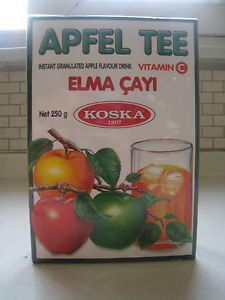 APFEL TEE
INSTANT GRANULATED APPLE FLAVOUR DRINK VITAMIN C
ELMA ÇAYI
Net 250 g
KOSKA
1907